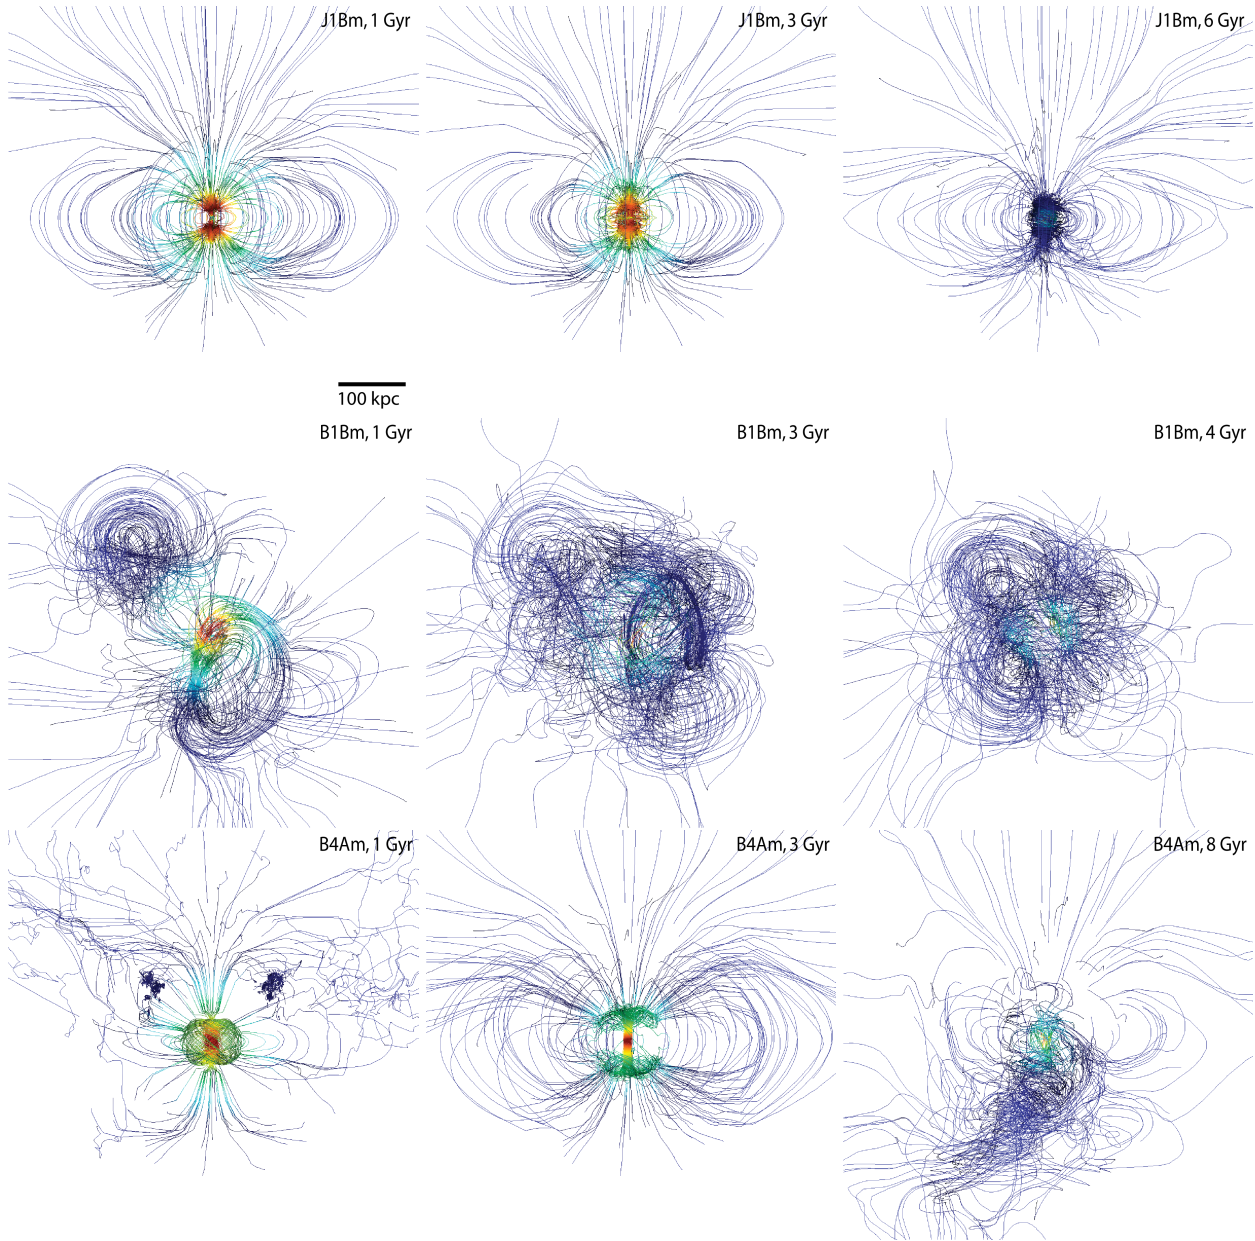 J1Bm, 1 Gyr
J1Bm, 3 Gyr
J1Bm, 6 Gyr
100 kpc
B1Bm, 1 Gyr
B1Bm, 3 Gyr
B1Bm, 4 Gyr
B4Am, 1 Gyr
B4Am, 3 Gyr
B4Am, 8 Gyr